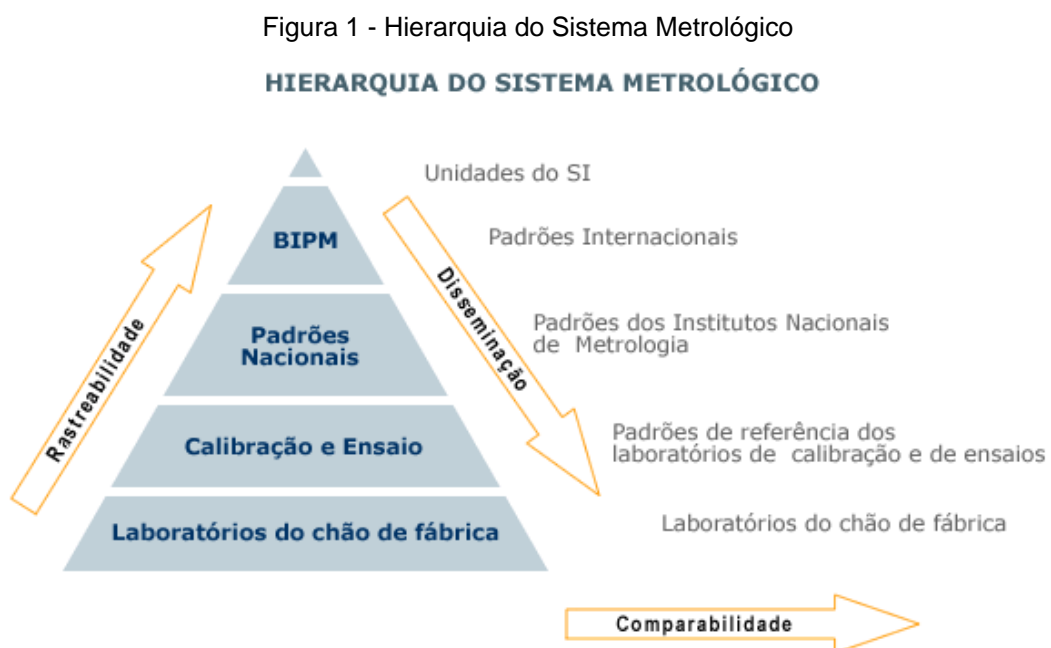 Figura 1 - Hierarquia do Sistema Metrológico
HIERARQUIA DO SISTEMA METROLÓGICO
Unidades do SI
BIPM
Padrões Internacionais
Rastreabilidade
Disseminação
Padrões
Nacionais
Padrões dos Institutos Nacionais
de Metrologia
Calibração e Ensaio
Padrões de referência dos
laboratórios de calibração e de ensaios
Laboratórios do chão de fábrica
Laboratórios do chão de fábrica
Comparabilidade